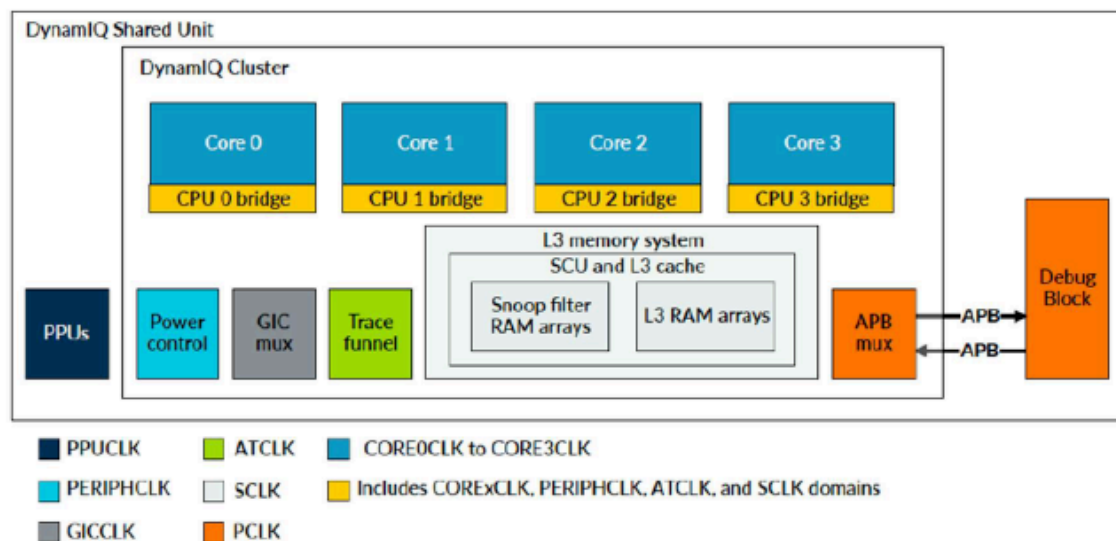 DynamIQ Shared Unit
DynamIQ Cluster
Core 0
Core 1
Core 2
Core 3
CPU 0 bridge
CPU 1 bridge
CPU 2 bridge
CPU 3 bridge
L3 memory system
SCU and L3 cache
Snoop filter
RAM arrays
L3 RAM arrays
PPUs
Power
control
GIC
mux
Trace
funnel
APB
mux
APB
APB
Debug
Block
PPUCLK
ATCLK
CORE0CLK to CORE3CLK
PERIPHCLK
SCLK
Includes CORExCLK, PERIPHCLK, ATCLK, and SCLK domains
GICCLK
PCLK